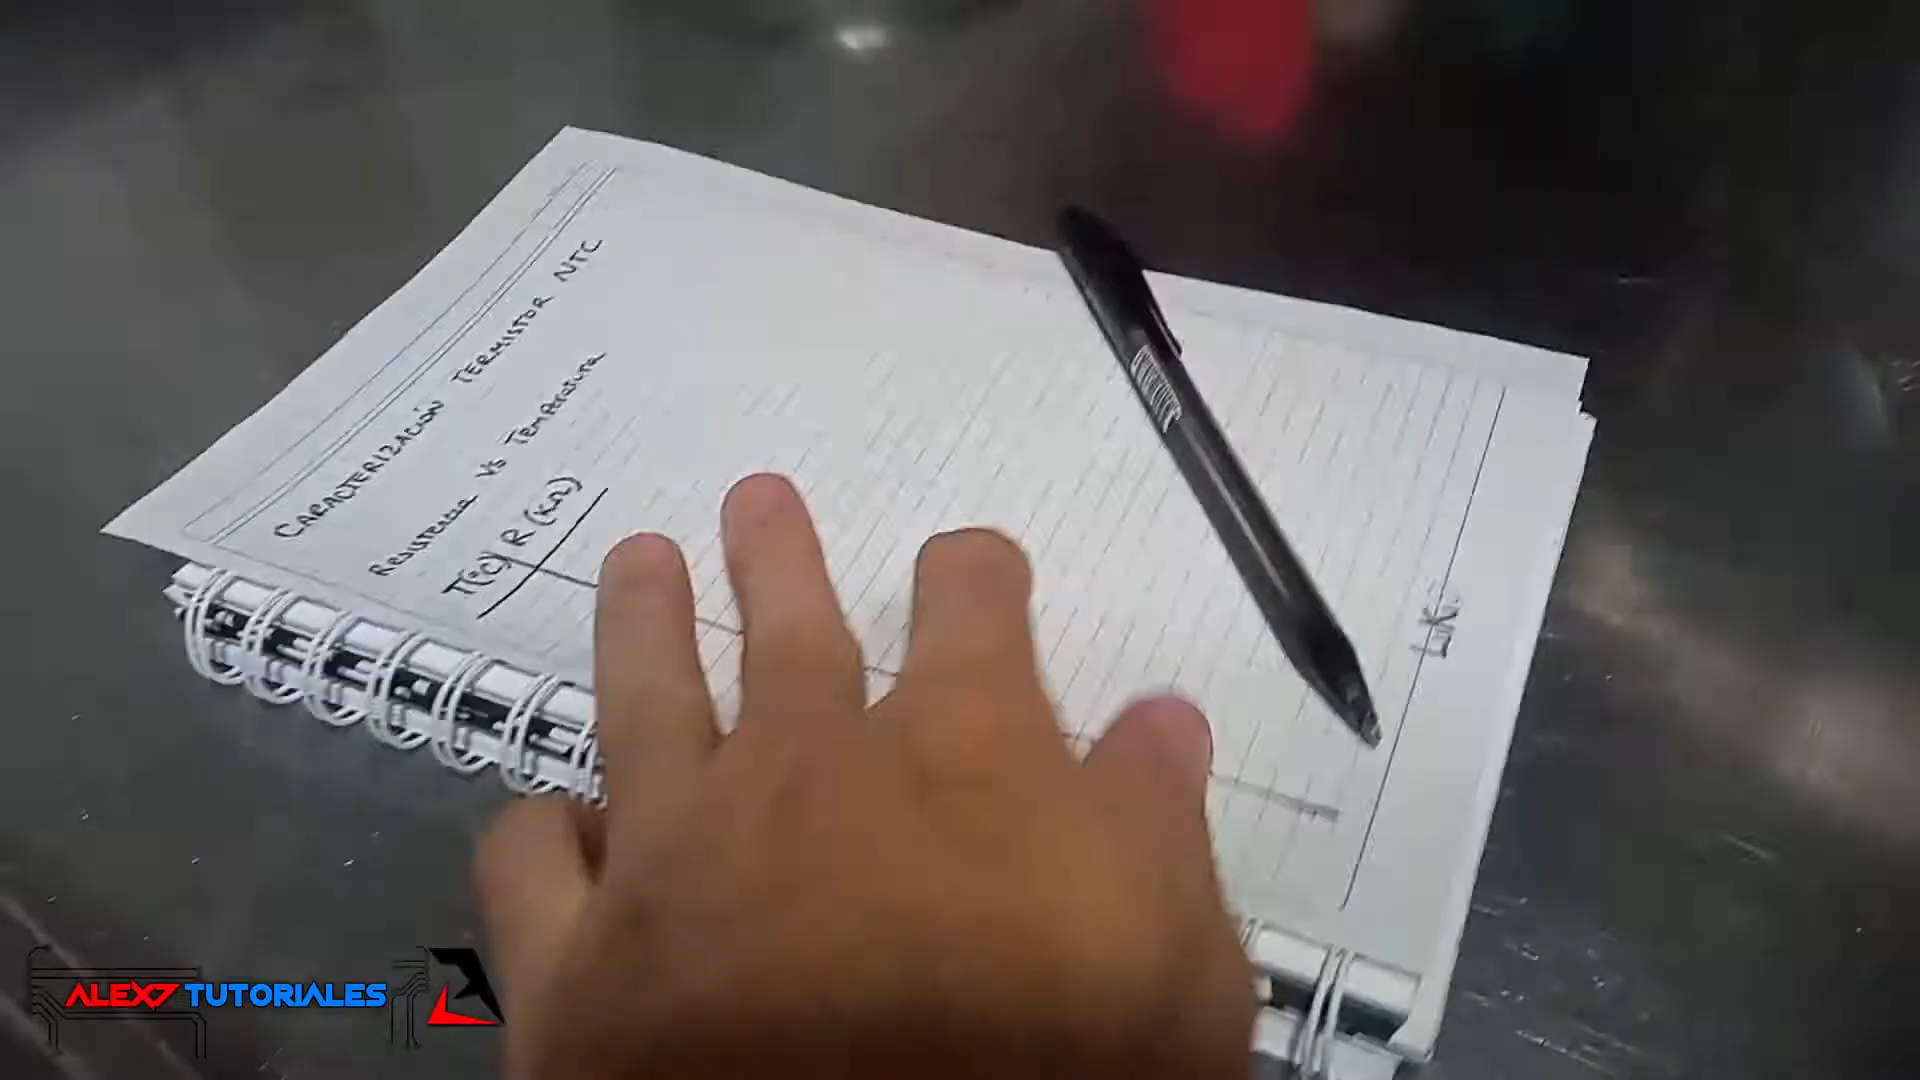 CARACTERIZACIÓN TERMISTOR NTC
Resistencia Vs Temperatura
T(°C) R (KΩ)
ALEX7 TUTORIALES